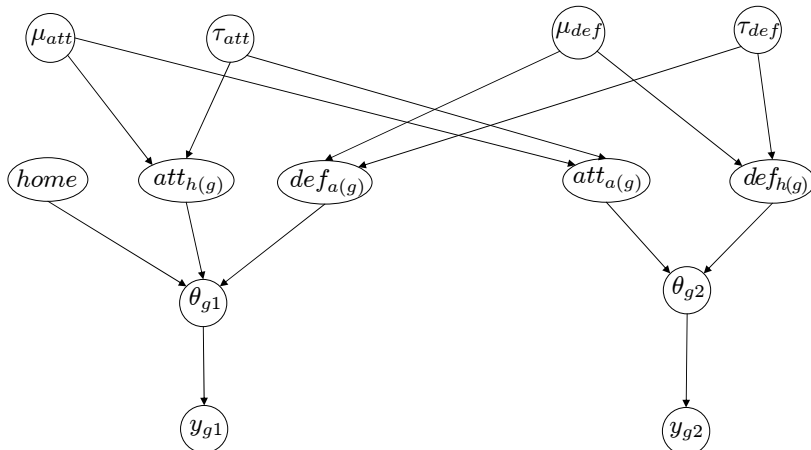 μ_att τ_att μ_def τ_def
home att_h(g) def_a(g) att_a(g) def_h(g)
θ_g1 θ_g2
y_g1 y_g2